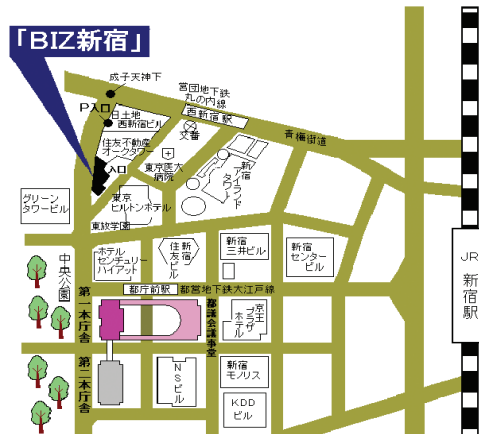 「BIZ新宿」
成子天神下
P入口
日土地
西新宿ビル
営団地下鉄
丸の内線
西新宿駅
交番
青梅街道
住友不動産
オークタワー
入口
東京医大
病院
新宿
アイランド
タワー
グリーン
タワービル
東京
ヒルトンホテル
東放学園
中央公園
ホテル
センチュリー
ハイアット
新宿
住友ビル
新宿
三井ビル
新宿
センター
ビル
JR新宿駅
都庁前駅
都営地下鉄大江戸線
第一本庁舎
都議会議事堂
京王
プラザ
ホテル
第二本庁舎
NSビル
新宿
モノリス
KDD
ビル